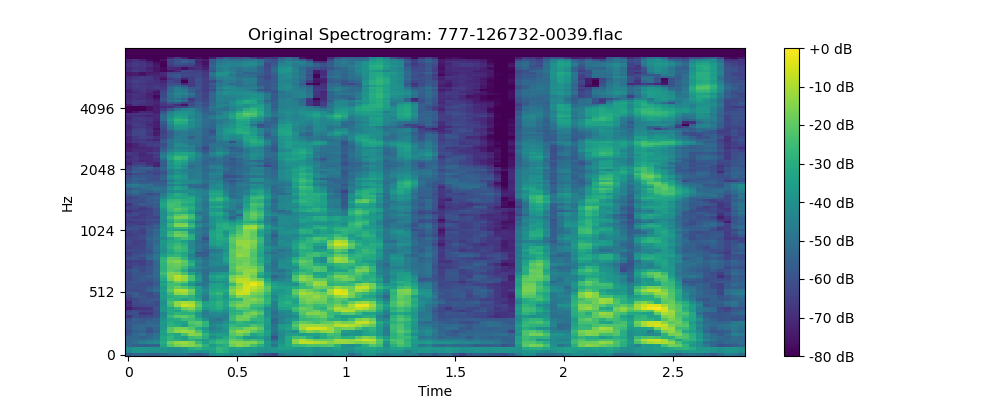 Original Spectrogram: 777-126732-0039.flac
Hz
4096
2048
1024
512
0
0 0.5 1 1.5 2 2.5
Time
+0 dB
-10 dB
-20 dB
-30 dB
-40 dB
-50 dB
-60 dB
-70 dB
-80 dB